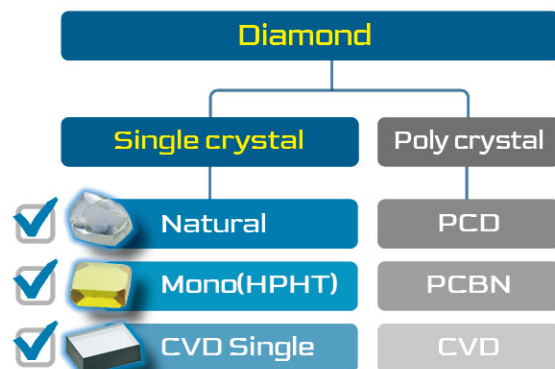 Diamond
Single crystal
Poly crystal
Natural
PCD
Mono(HPHT)
PCBN
CVD Single
CVD